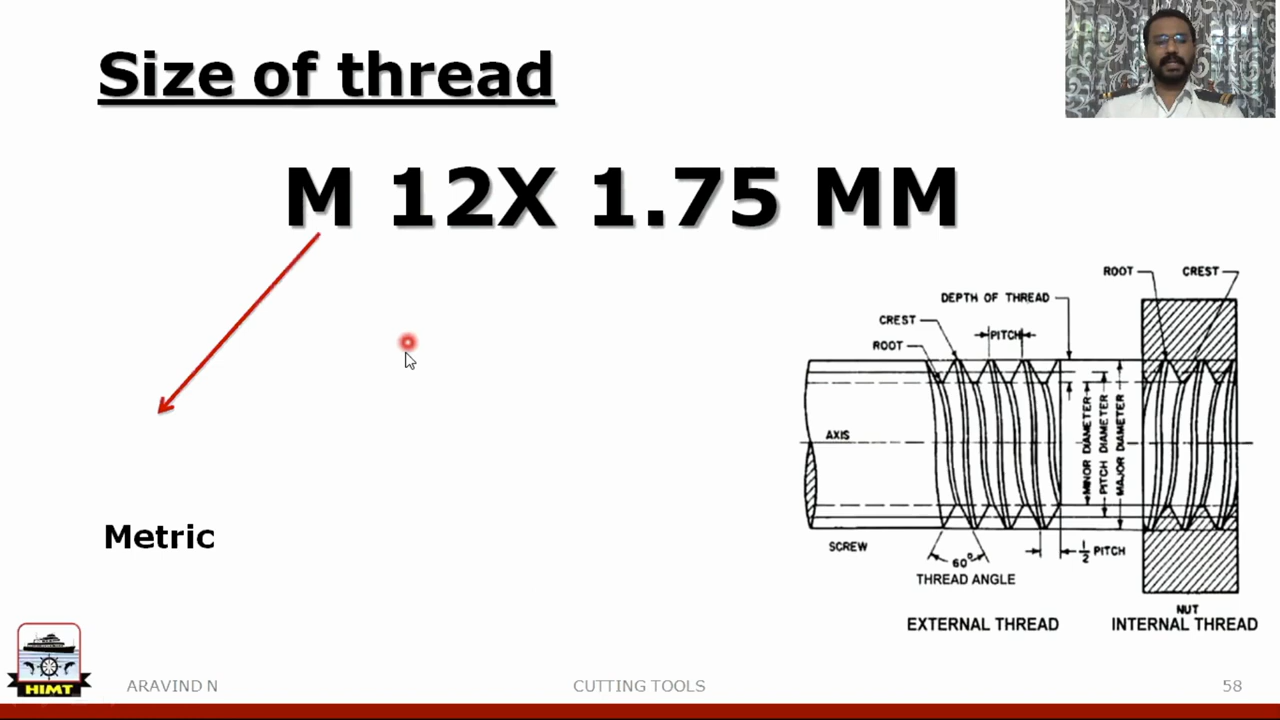 Size of thread
M 12X 1.75 MM
ROOT CREST
DEPTH OF THREAD
CREST
PITCH
ROOT
AXIS
MINOR DIAMETER
PITCH DIAMETER
MAJOR DIAMETER
Metric
SCREW
60°
1/2 PITCH
THREAD ANGLE
NUT
EXTERNAL THREAD
INTERNAL THREAD
HIMT
ARAVIND N
CUTTING TOOLS
58